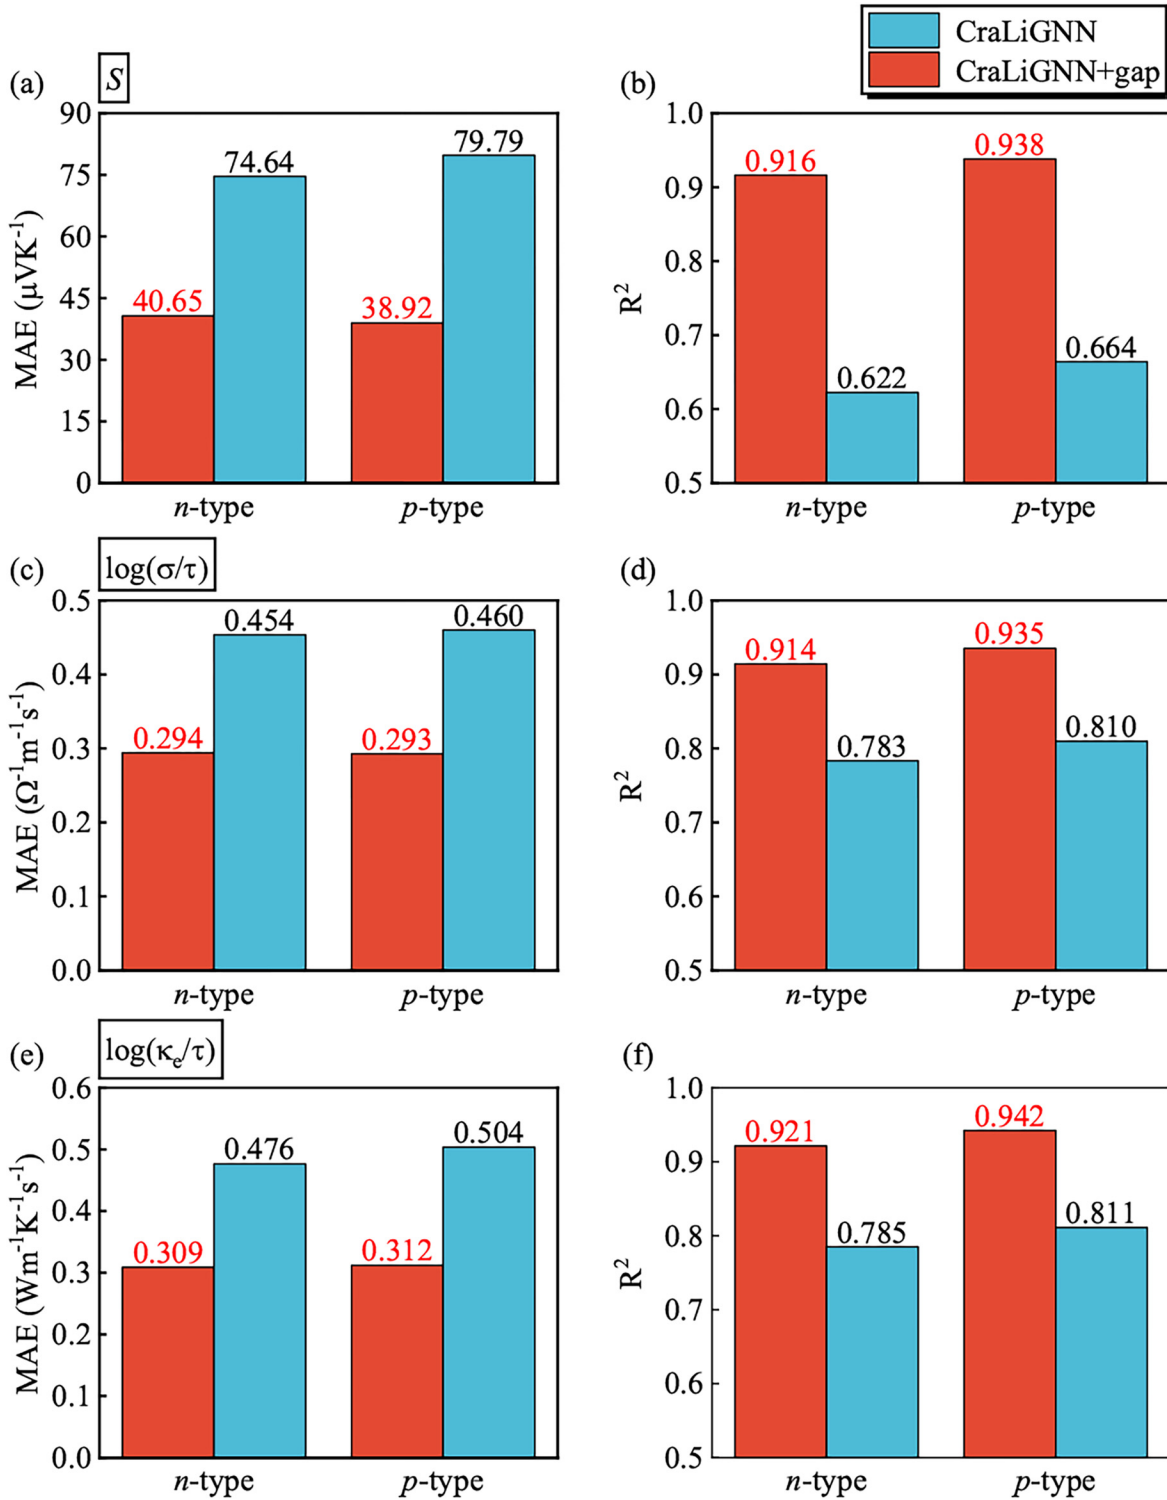 CraLiGNN
CraLiGNN+gap
(a)
S
90
75
60
45
30
15
0
MAE (μVK⁻¹)
40.65
74.64
38.92
79.79
n-type
p-type
(b)
1.0
0.9
0.8
0.7
0.6
0.5
R²
0.916
0.622
0.938
0.664
n-type
p-type
(c)
log(σ/τ)
0.5
0.4
0.3
0.2
0.1
0.0
MAE (Ω⁻¹m⁻¹s⁻¹)
0.294
0.454
0.293
0.460
n-type
p-type
(d)
1.0
0.9
0.8
0.7
0.6
0.5
R²
0.914
0.783
0.935
0.810
n-type
p-type
(e)
log(κₑ/τ)
0.6
0.5
0.4
0.3
0.2
0.1
0.0
MAE (Wm⁻¹K⁻¹s⁻¹)
0.309
0.476
0.312
0.504
n-type
p-type
(f)
1.0
0.9
0.8
0.7
0.6
0.5
R²
0.921
0.785
0.942
0.811
n-type
p-type